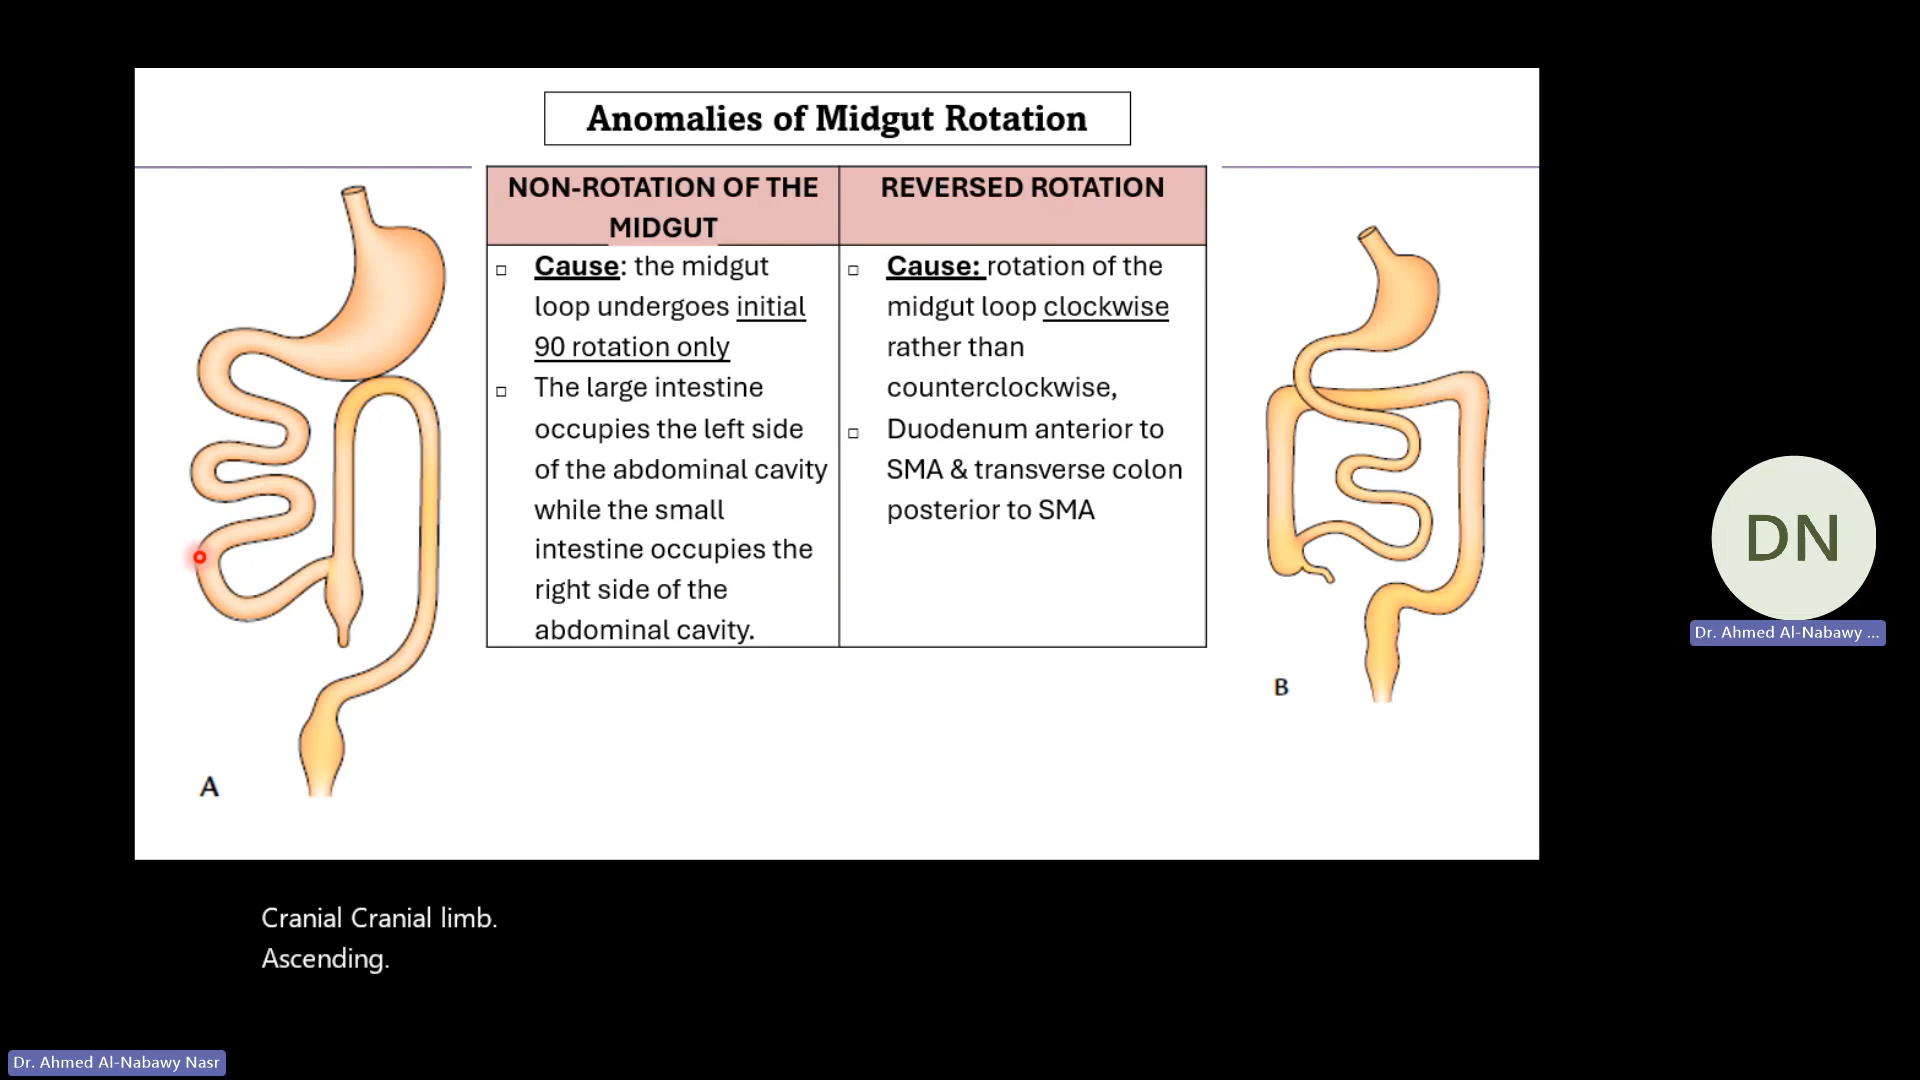 Anomalies of Midgut Rotation
NON-ROTATION OF THE
MIDGUT
Cause: the midgut
loop undergoes initial
90 rotation only
The large intestine
occupies the left side
of the abdominal cavity
while the small
intestine occupies the
right side of the
abdominal cavity.
REVERSED ROTATION
Cause: rotation of the
midgut loop clockwise
rather than
counterclockwise,
Duodenum anterior to
SMA & transverse colon
posterior to SMA
A
B
DN
Dr. Ahmed Al-Nabawy ...
Cranial Cranial limb.
Ascending.
Dr. Ahmed Al-Nabawy Nasr